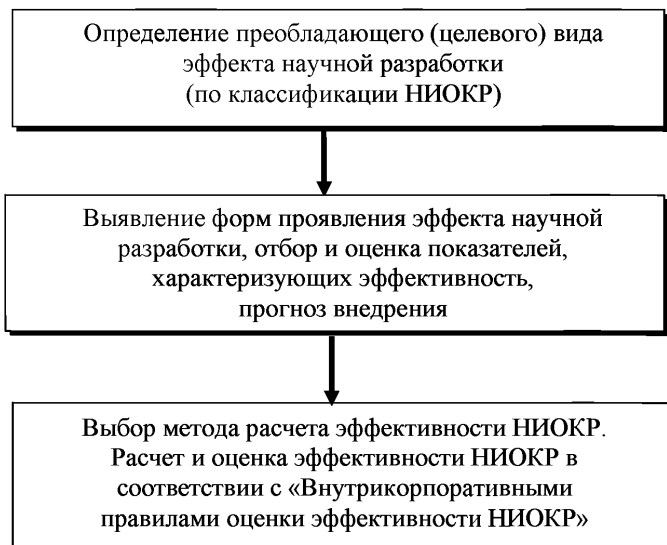 Определение преобладающего (целевого) вида
эффекта научной разработки
(по классификации НИОКР)
Выявление форм проявления эффекта научной
разработки, отбор и оценка показателей,
характеризующих эффективность,
прогноз внедрения
Выбор метода расчета эффективности НИОКР.
Расчет и оценка эффективности НИОКР в
соответствии с «Внутрикорпоративными
правилами оценки эффективности НИОКР»